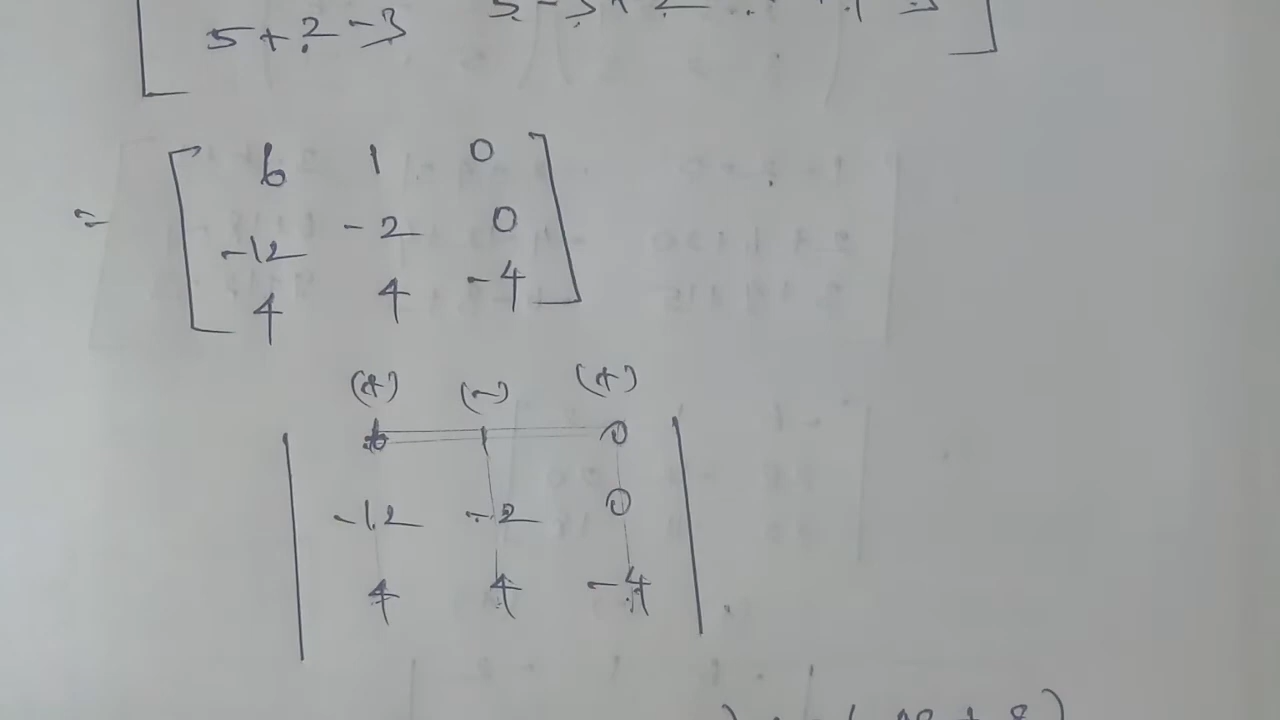 5 + 2 - 3
= [ 6 1 0
-12 -2 0
4 4 -4 ]
(+) (-) (+)
| 6 1 0
-12 -2 0
4 4 -4 |